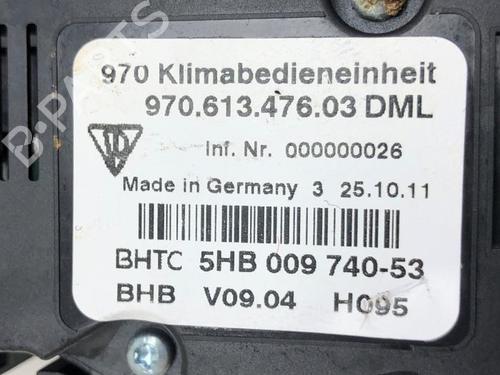 970 Klimabedieneinheit
970.613.476.03 DML
Inf. Nr. 000000026
Made in Germany 3 25.10.11
BHTC 5HB 009 740-53
BHB V09.04 H095
B-PARTS